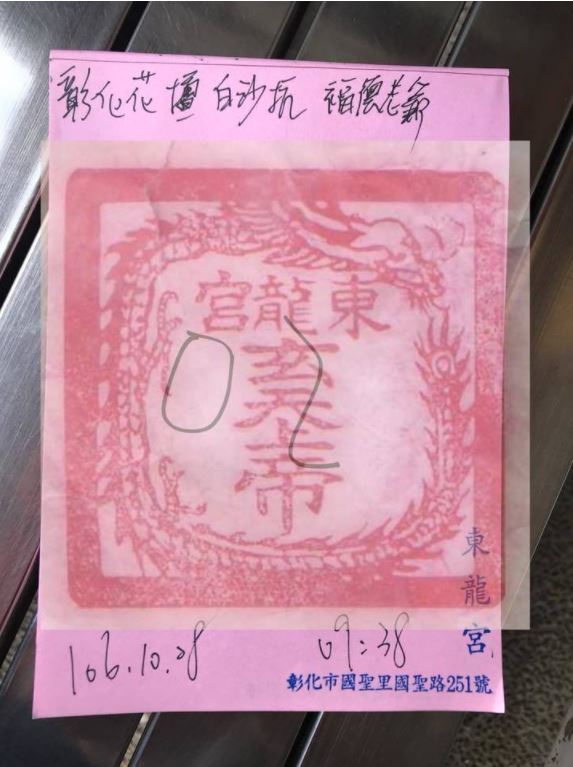 彰化花壇白沙坑 福德老爺
東龍宮
玄天上帝
東龍宮
106.10.28 09:38
彰化市國聖里國聖路251號